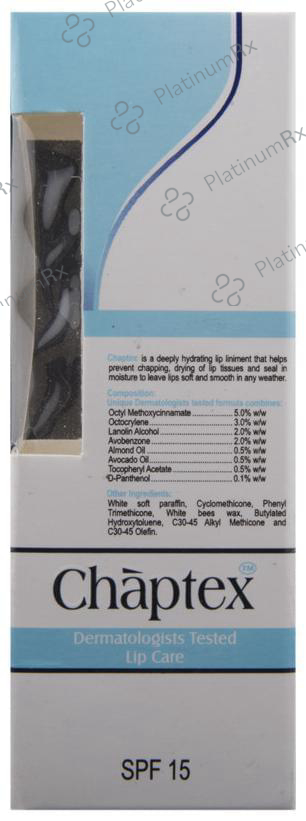 PlatinumRx
PlatinumRx
PlatinumRx
PlatinumRx
Platin
Chaptex is a deeply hydrating lip liniment that helps
prevent chapping, drying of lip tissues and seal in
moisture to leave lips soft and smooth in any weather.
Composition:
Unique Dermatologists tested formula combines:
Octyl Methoxycinnamate ............ 5.0% w/w
Octocrylene ............ 3.0% w/w
Lanolin Alcohol ............ 2.0% w/w
Avobenzone ............ 2.0% w/w
Almond Oil ............ 0.5% w/w
Avocado Oil ............ 0.5% w/w
Tocopheryl Acetate ............ 0.5% w/w
D-Panthenol ............ 0.1% w/w
Other Ingredients:
White soft paraffin, Cyclomethicone, Phenyl
Trimethicone, White bees wax, Butylated
Hydroxytoluene, C30-45 Alkyl Methicone and
C30-45 Olefin.
Chàptex TM
Dermatologists Tested
Lip Care
SPF 15